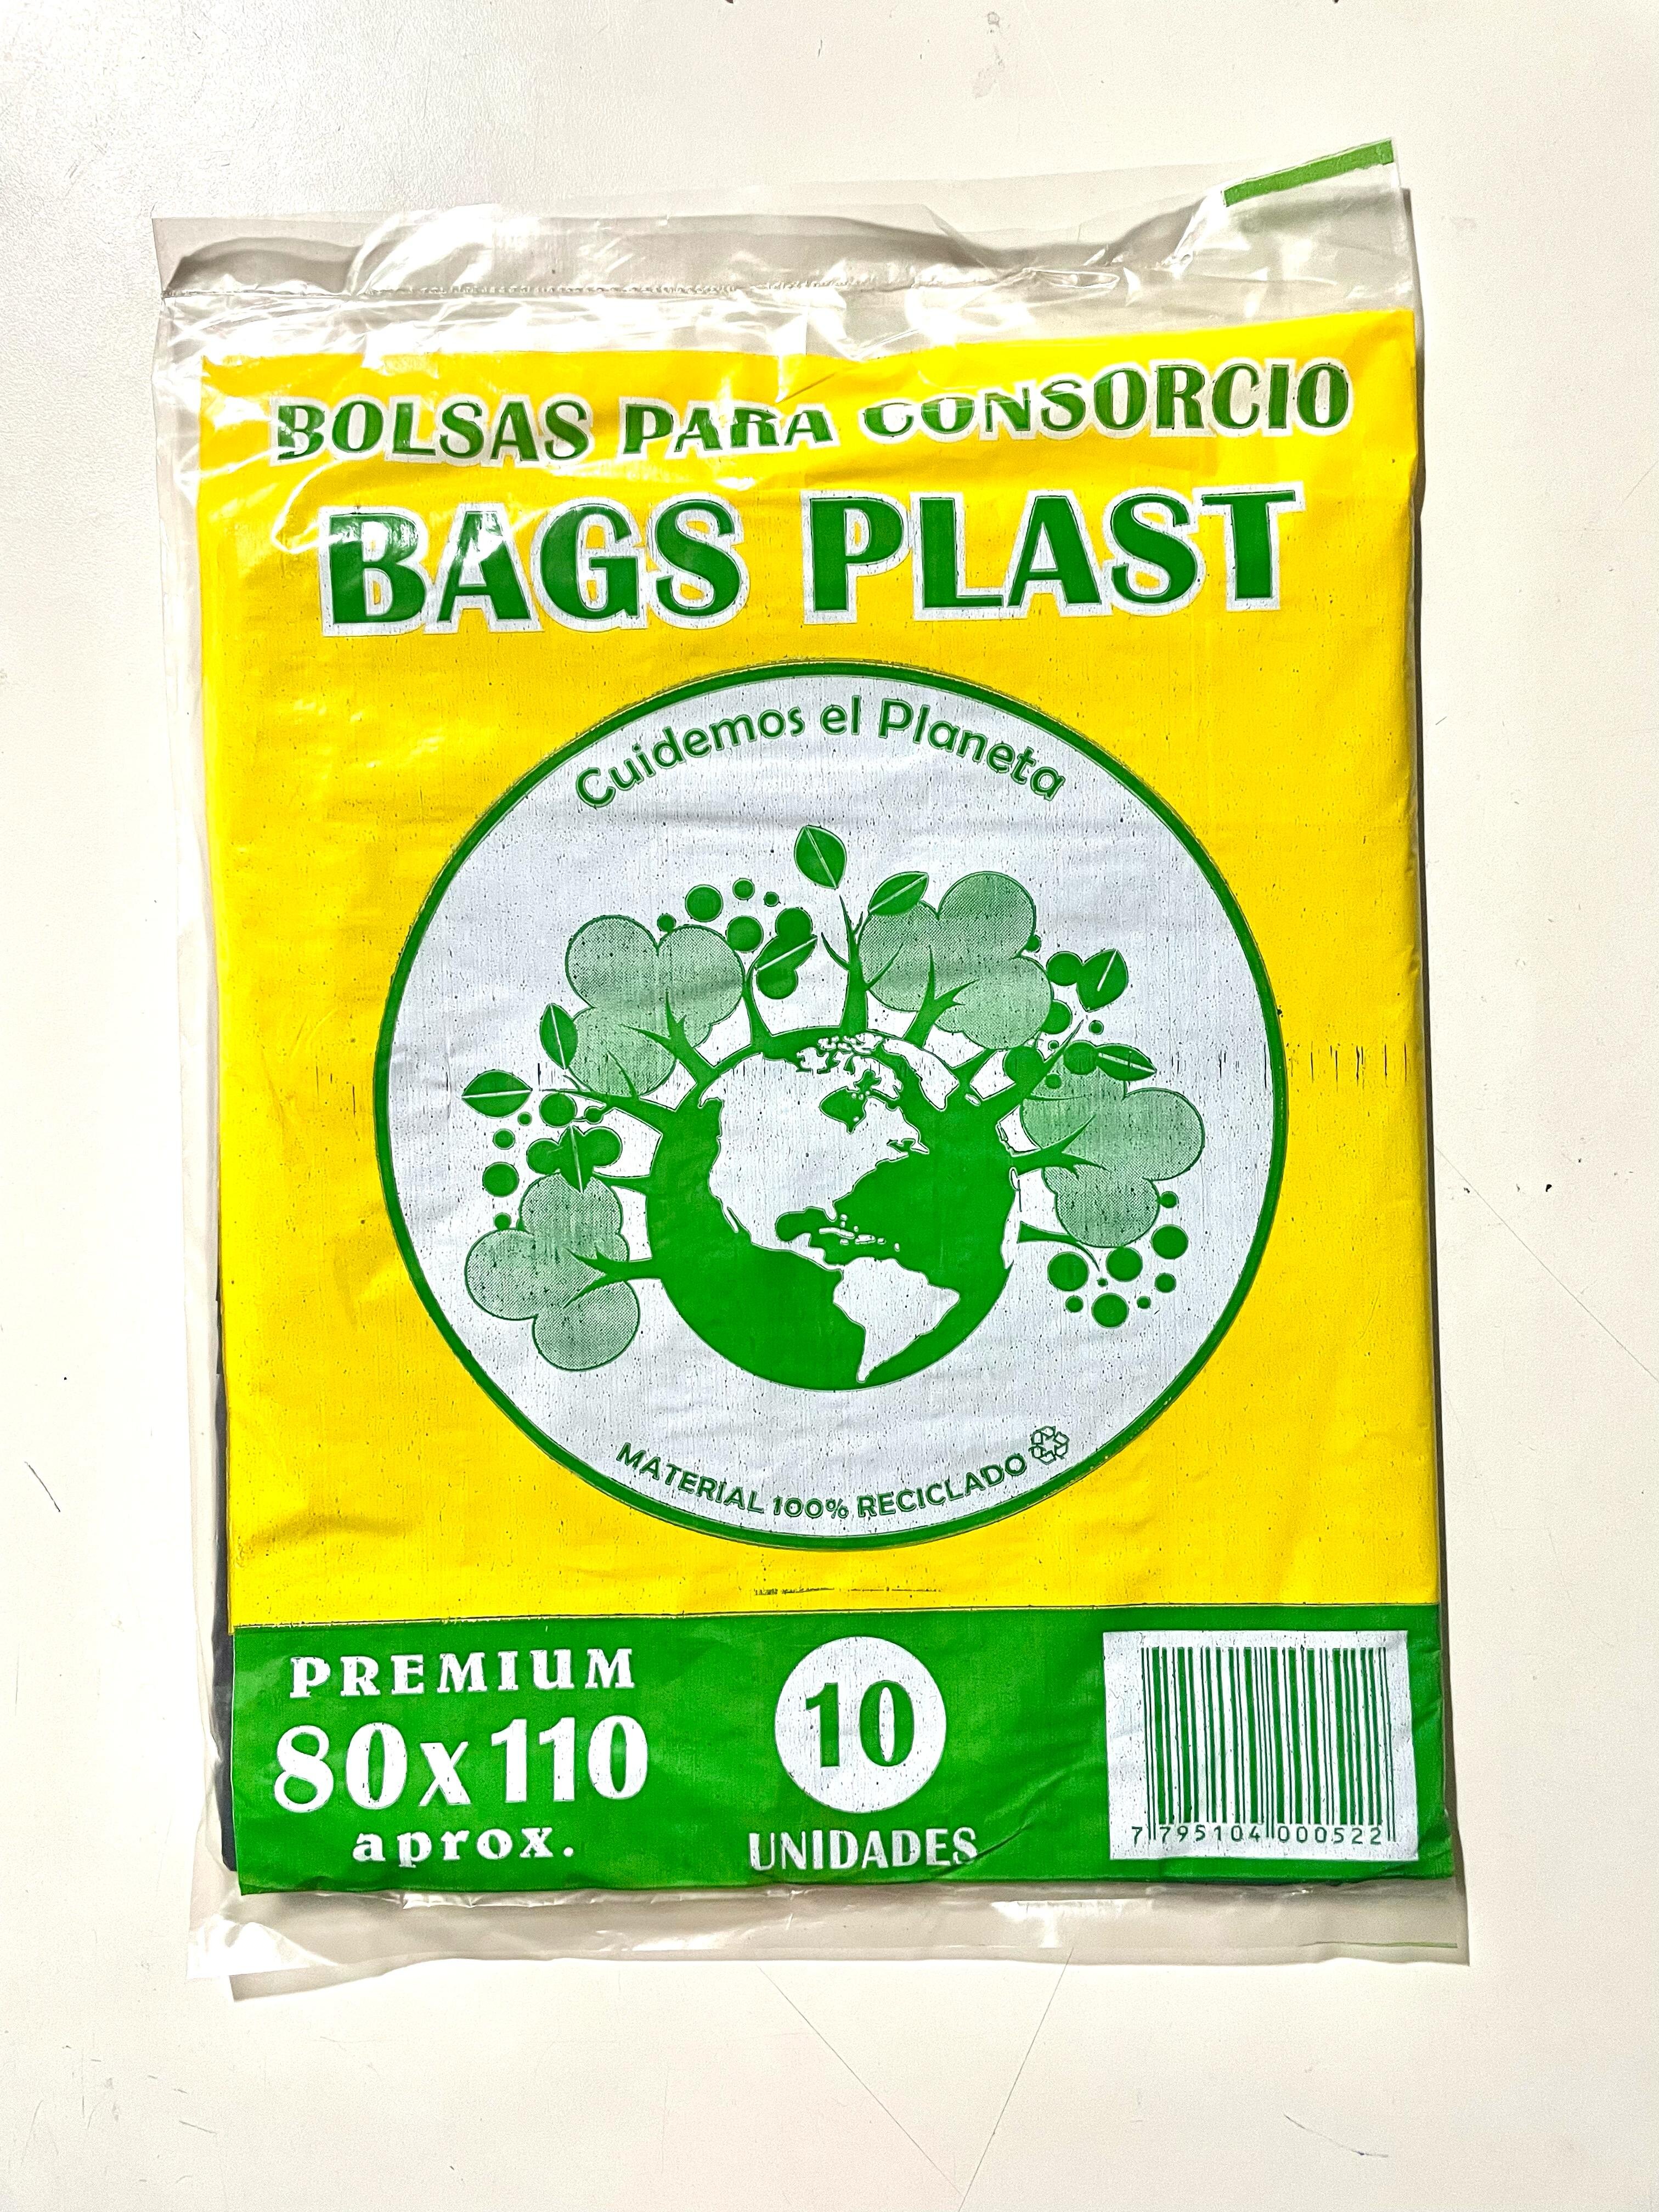 BOLSAS PARA CONSORCIO
BAGS PLAST
Cuidemos el Planeta
MATERIAL 100% RECICLADO
PREMIUM
80x110
aprox.
10
UNIDADES
7 795104 000522